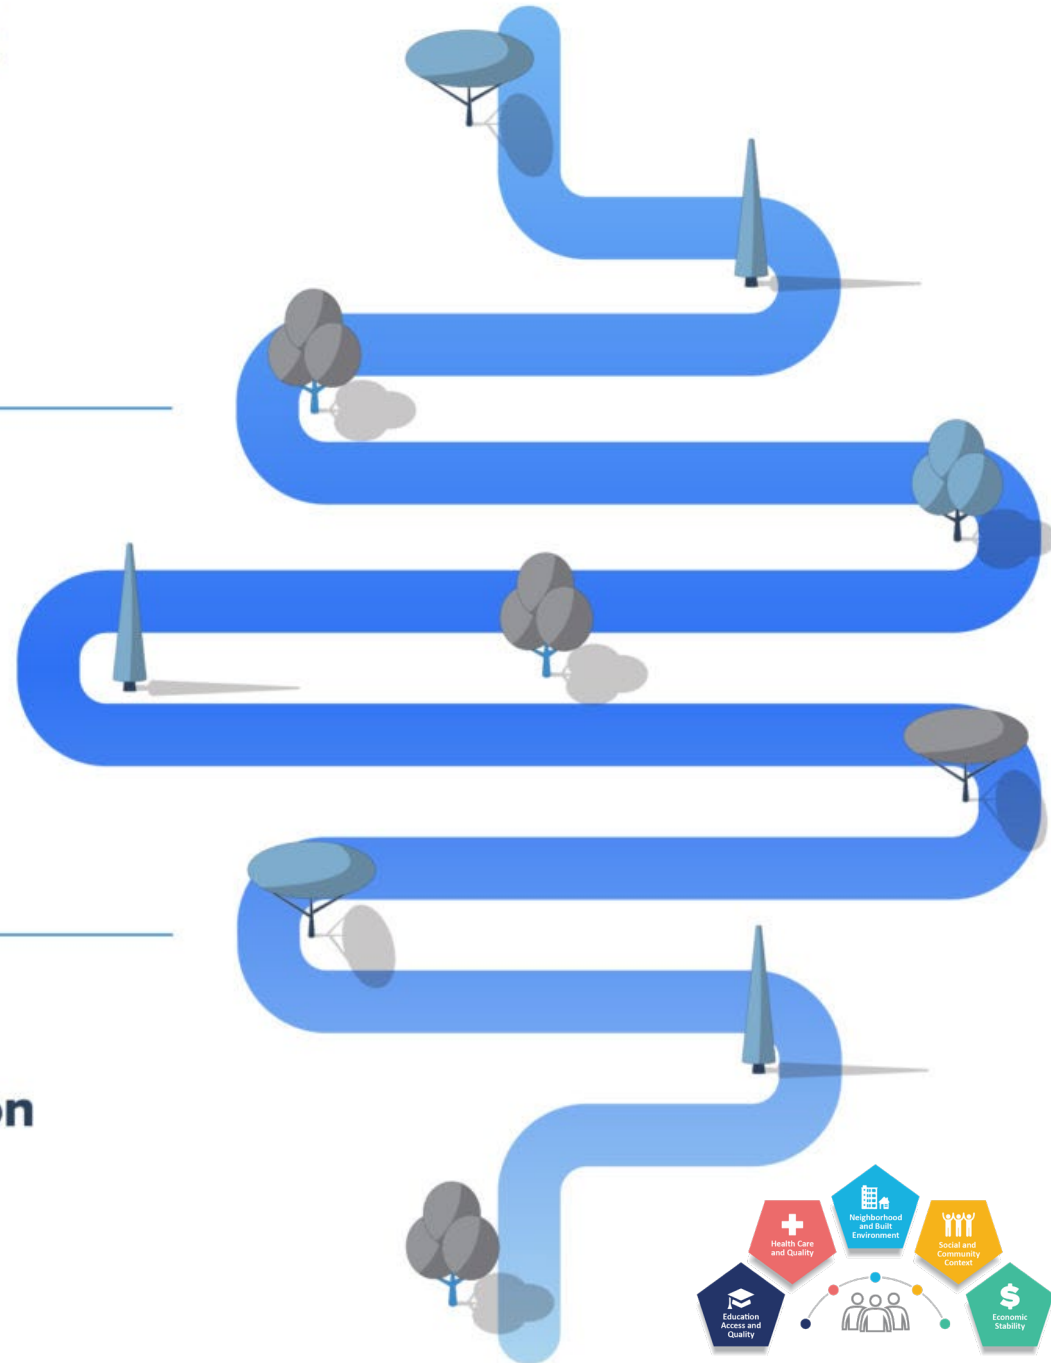 on
Neighborhood
and Built
Environment
Health Care
and Quality
Social and
Community
Context
Education
Access and
Quality
$
Economic
Stability